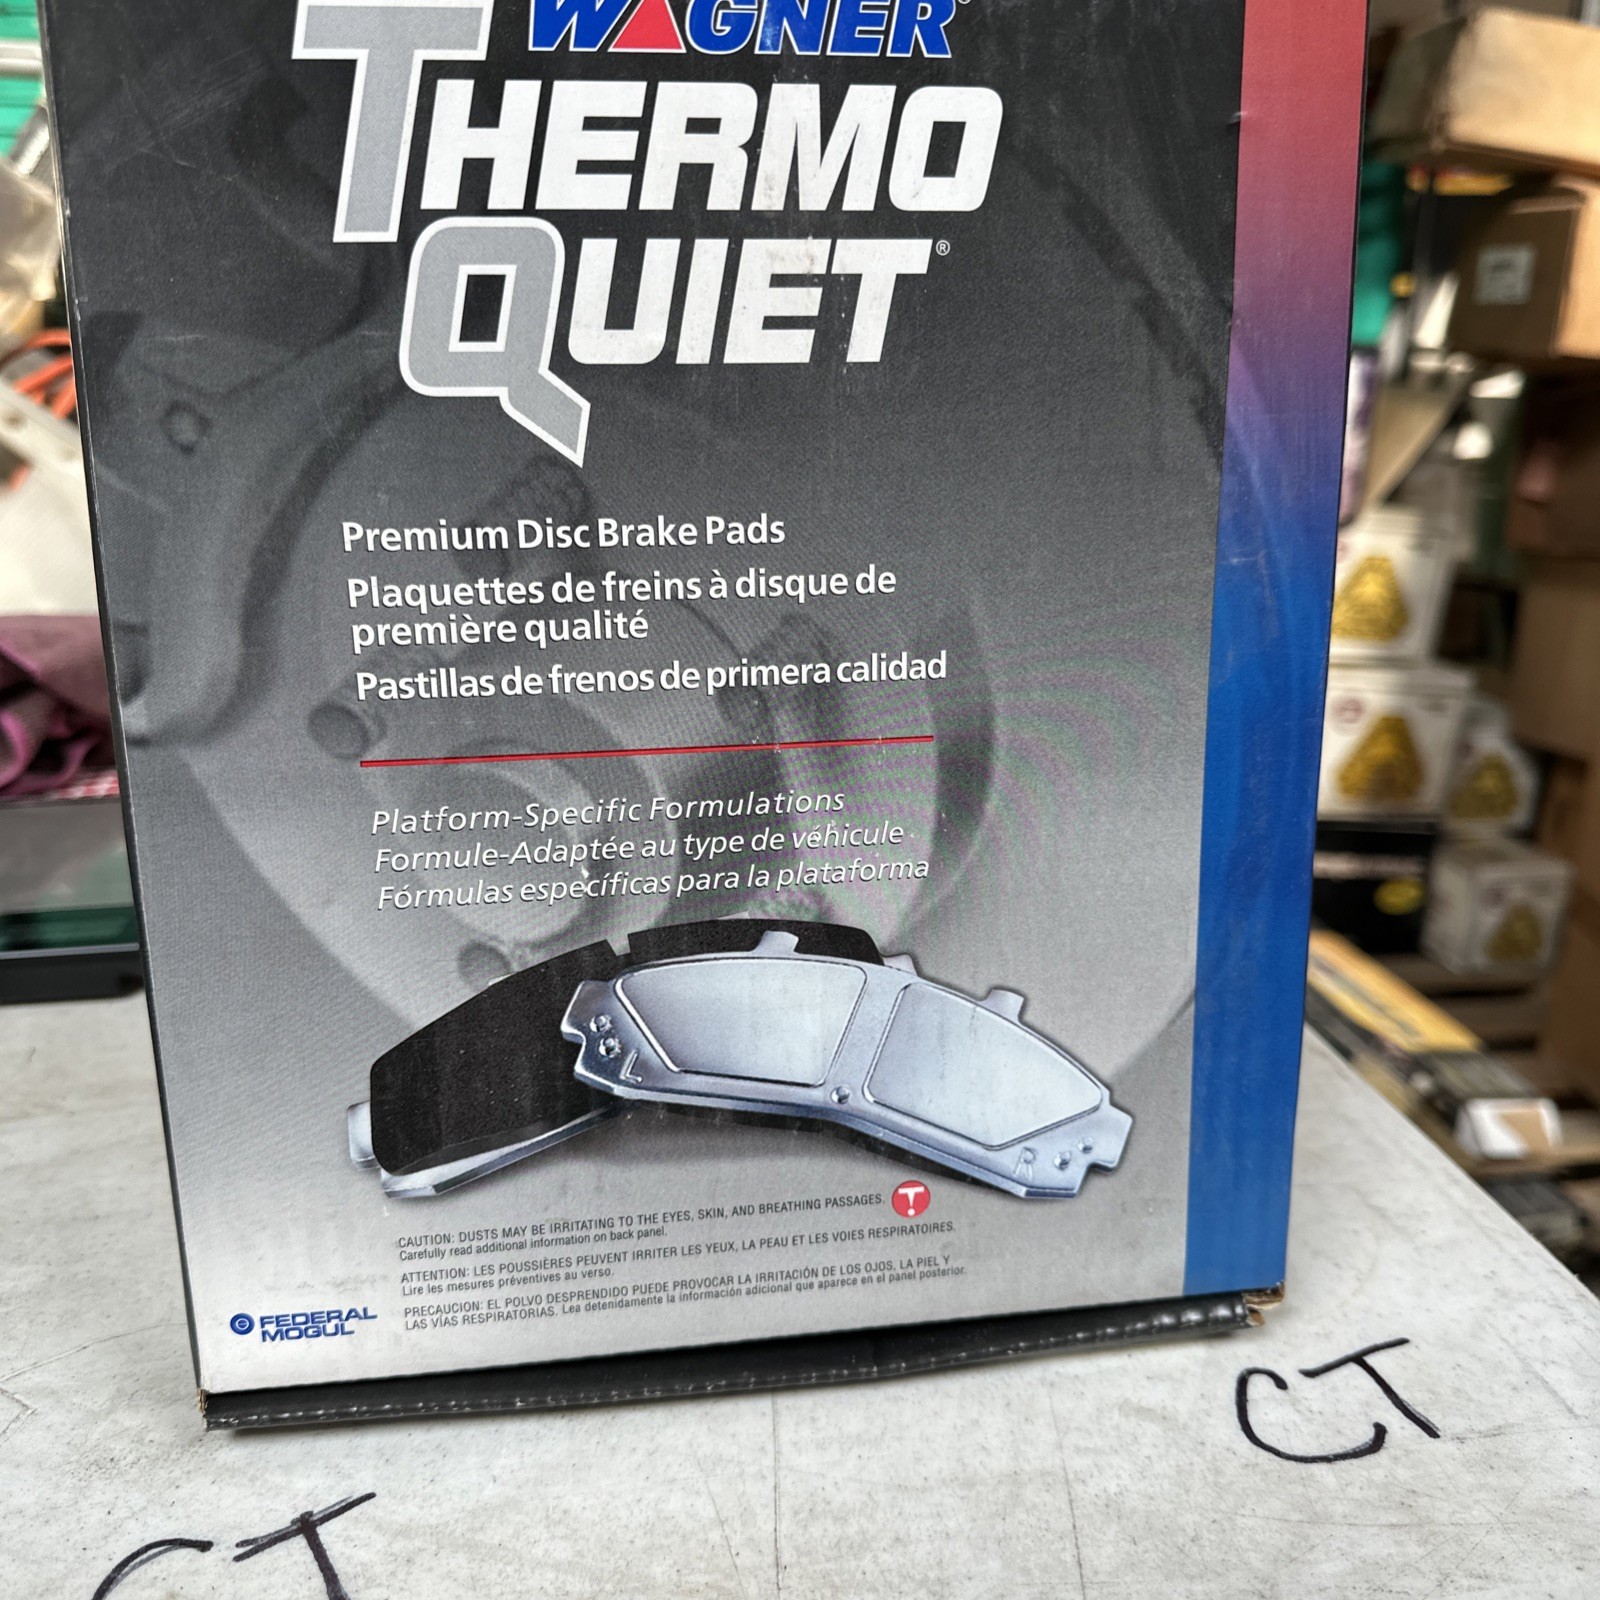 WAGNER®
THERMO
QUIET®
Premium Disc Brake Pads
Plaquettes de freins à disque de
première qualité
Pastillas de frenos de primera calidad
Platform-Specific Formulations
Formule-Adaptée au type de véhicule
Fórmulas específicas para la plataforma
L
R
CAUTION: DUSTS MAY BE IRRITATING TO THE EYES, SKIN, AND BREATHING PASSAGES.
Carefully read additional information on back panel.
ATTENTION: LES POUSSIÈRES PEUVENT IRRITER LES YEUX, LA PEAU ET LES VOIES RESPIRATOIRES.
Lire les mesures préventives au verso.
PRECAUCION: EL POLVO DESPRENDIDO PUEDE PROVOCAR LA IRRITACIÓN DE LOS OJOS, LA PIEL Y
LAS VÍAS RESPIRATORIAS. Lea detenidamente la información adicional que aparece en el panel posterior.
FEDERAL
MOGUL
CT
CT